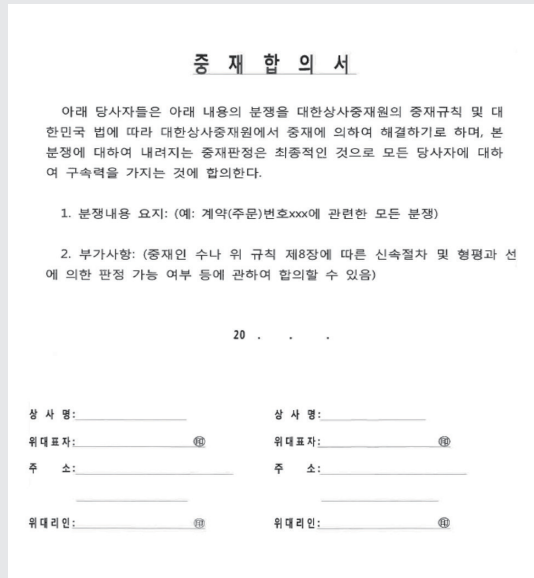 중 재 합 의 서
아래 당사자들은 아래 내용의 분쟁을 대한상사중재원의 중재규칙 및 대
한민국 법에 따라 대한상사중재원에서 중재에 의하여 해결하기로 하며, 본
분쟁에 대하여 내려지는 중재판정은 최종적인 것으로 모든 당사자에 대하
여 구속력을 가지는 것에 합의한다.
1. 분쟁내용 요지: (예: 계약(주문)번호xxx에 관련한 모든 분쟁)
2. 부가사항: (중재인 수나 위 규칙 제8장에 따른 신속절차 및 형평과 선
에 의한 판정 가능 여부 등에 관하여 합의할 수 있음)
20 . . .
상 사 명: 상 사 명:
위대표자: ㊞ 위대표자: ㊞
주 소: 주 소:
위대리인: ㊞ 위대리인: ㊞